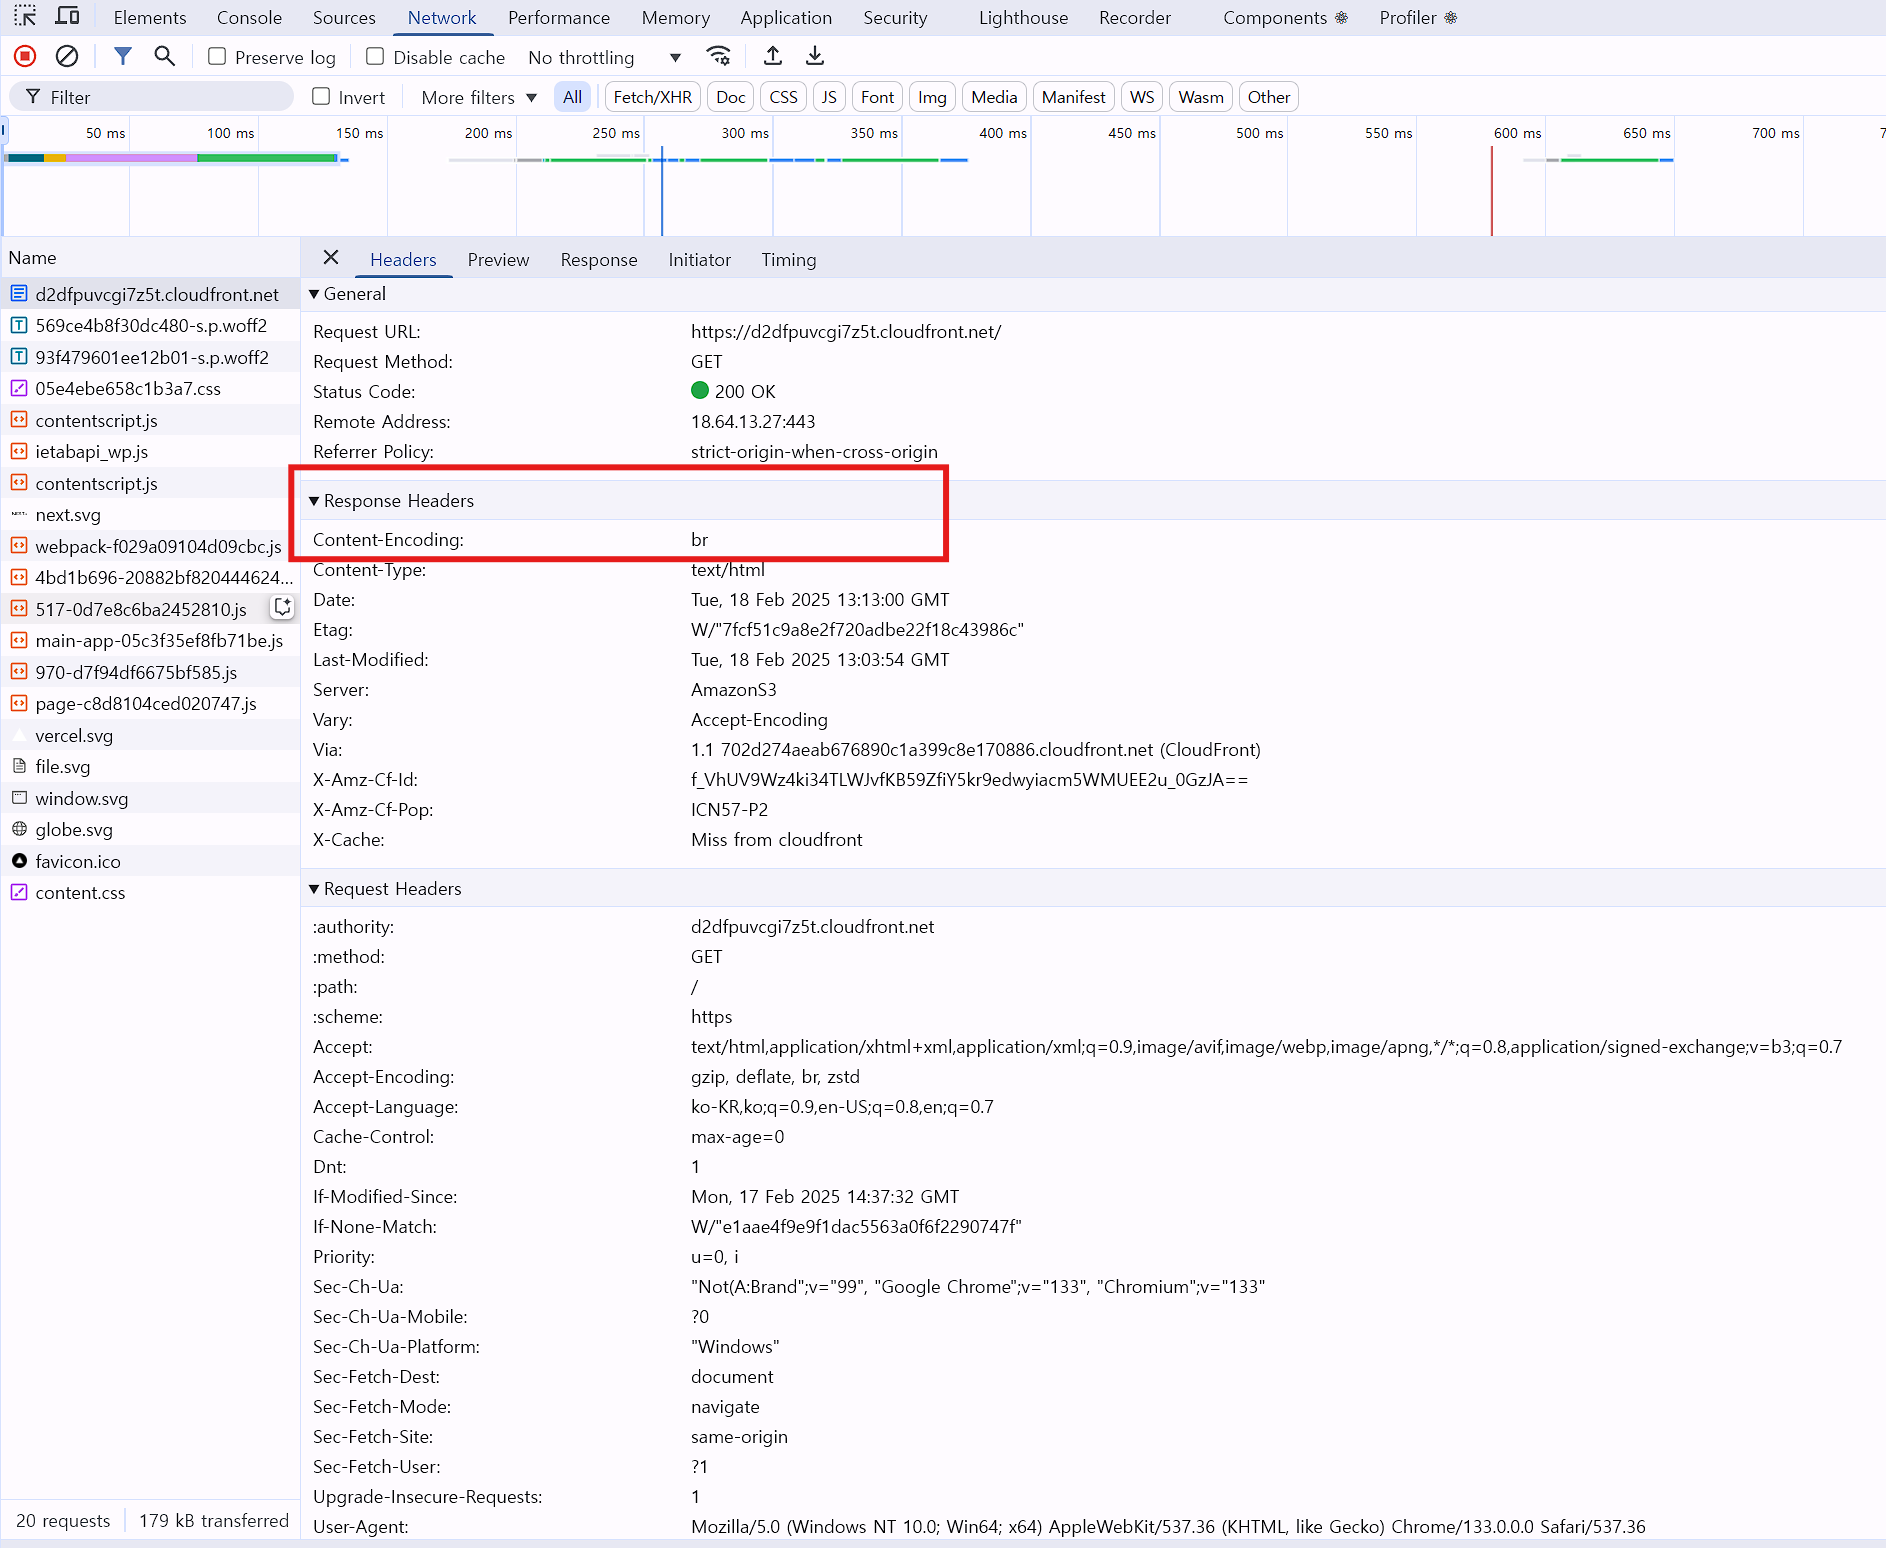 Elements Console Sources Network Performance Memory Application Security Lighthouse Recorder Components Profiler
Preserve log Disable cache No throttling
Filter Invert More filters All Fetch/XHR Doc CSS JS Font Img Media Manifest WS Wasm Other
50 ms 100 ms 150 ms 200 ms 250 ms 300 ms 350 ms 400 ms 450 ms 500 ms 550 ms 600 ms 650 ms 700 ms 7
Name
d2dfpuvcgi7z5t.cloudfront.net
569ce4b8f30dc480-s.p.woff2
93f479601ee12b01-s.p.woff2
05e4ebe658c1b3a7.css
contentscript.js
ietabapi_wp.js
contentscript.js
next.svg
webpack-f029a09104d09cbc.js
4bd1b696-20882bf820444624...
517-0d7e8c6ba2452810.js
main-app-05c3f35ef8fb71be.js
970-d7f94df6675bf585.js
page-c8d8104ced020747.js
vercel.svg
file.svg
window.svg
globe.svg
favicon.ico
content.css
20 requests 179 kB transferred
Headers Preview Response Initiator Timing
General
Request URL: https://d2dfpuvcgi7z5t.cloudfront.net/
Request Method: GET
Status Code: 200 OK
Remote Address: 18.64.13.27:443
Referrer Policy: strict-origin-when-cross-origin
Response Headers
Content-Encoding: br
Content-Type: text/html
Date: Tue, 18 Feb 2025 13:13:00 GMT
Etag: W/"7fcf51c9a8e2f720adbe22f18c43986c"
Last-Modified: Tue, 18 Feb 2025 13:03:54 GMT
Server: AmazonS3
Vary: Accept-Encoding
Via: 1.1 702d274aeab676890c1a399c8e170886.cloudfront.net (CloudFront)
X-Amz-Cf-Id: f_VhUV9Wz4ki34TLWJvfKB59ZfiY5kr9edwyiacm5WMUEE2u_0GzJA==
X-Amz-Cf-Pop: ICN57-P2
X-Cache: Miss from cloudfront
Request Headers
:authority: d2dfpuvcgi7z5t.cloudfront.net
:method: GET
:path: /
:scheme: https
Accept: text/html,application/xhtml+xml,application/xml;q=0.9,image/avif,image/webp,image/apng,*/*;q=0.8,application/signed-exchange;v=b3;q=0.7
Accept-Encoding: gzip, deflate, br, zstd
Accept-Language: ko-KR,ko;q=0.9,en-US;q=0.8,en;q=0.7
Cache-Control: max-age=0
Dnt: 1
If-Modified-Since: Mon, 17 Feb 2025 14:37:32 GMT
If-None-Match: W/"e1aae4f9e9f1dac5563a0f6f2290747f"
Priority: u=0, i
Sec-Ch-Ua: "Not(A:Brand";v="99", "Google Chrome";v="133", "Chromium";v="133"
Sec-Ch-Ua-Mobile: ?0
Sec-Ch-Ua-Platform: "Windows"
Sec-Fetch-Dest: document
Sec-Fetch-Mode: navigate
Sec-Fetch-Site: same-origin
Sec-Fetch-User: ?1
Upgrade-Insecure-Requests: 1
User-Agent: Mozilla/5.0 (Windows NT 10.0; Win64; x64) AppleWebKit/537.36 (KHTML, like Gecko) Chrome/133.0.0.0 Safari/537.36